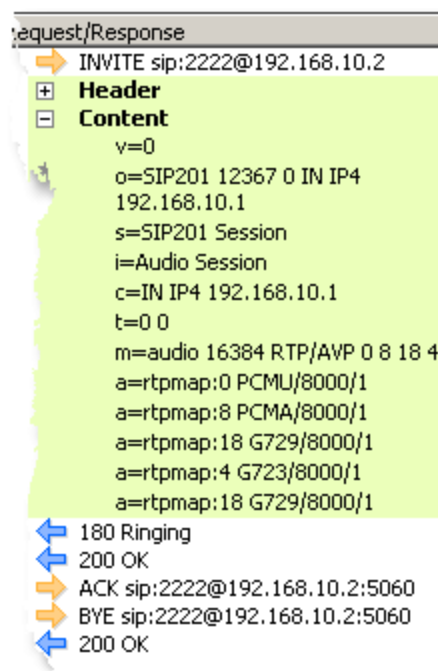 equest/Response
INVITE sip:2222@192.168.10.2
Header
Content
v=0
o=SIP201 12367 0 IN IP4
192.168.10.1
s=SIP201 Session
i=Audio Session
c=IN IP4 192.168.10.1
t=0 0
m=audio 16384 RTP/AVP 0 8 18 4
a=rtpmap:0 PCMU/8000/1
a=rtpmap:8 PCMA/8000/1
a=rtpmap:18 G729/8000/1
a=rtpmap:4 G723/8000/1
a=rtpmap:18 G729/8000/1
180 Ringing
200 OK
ACK sip:2222@192.168.10.2:5060
BYE sip:2222@192.168.10.2:5060
200 OK